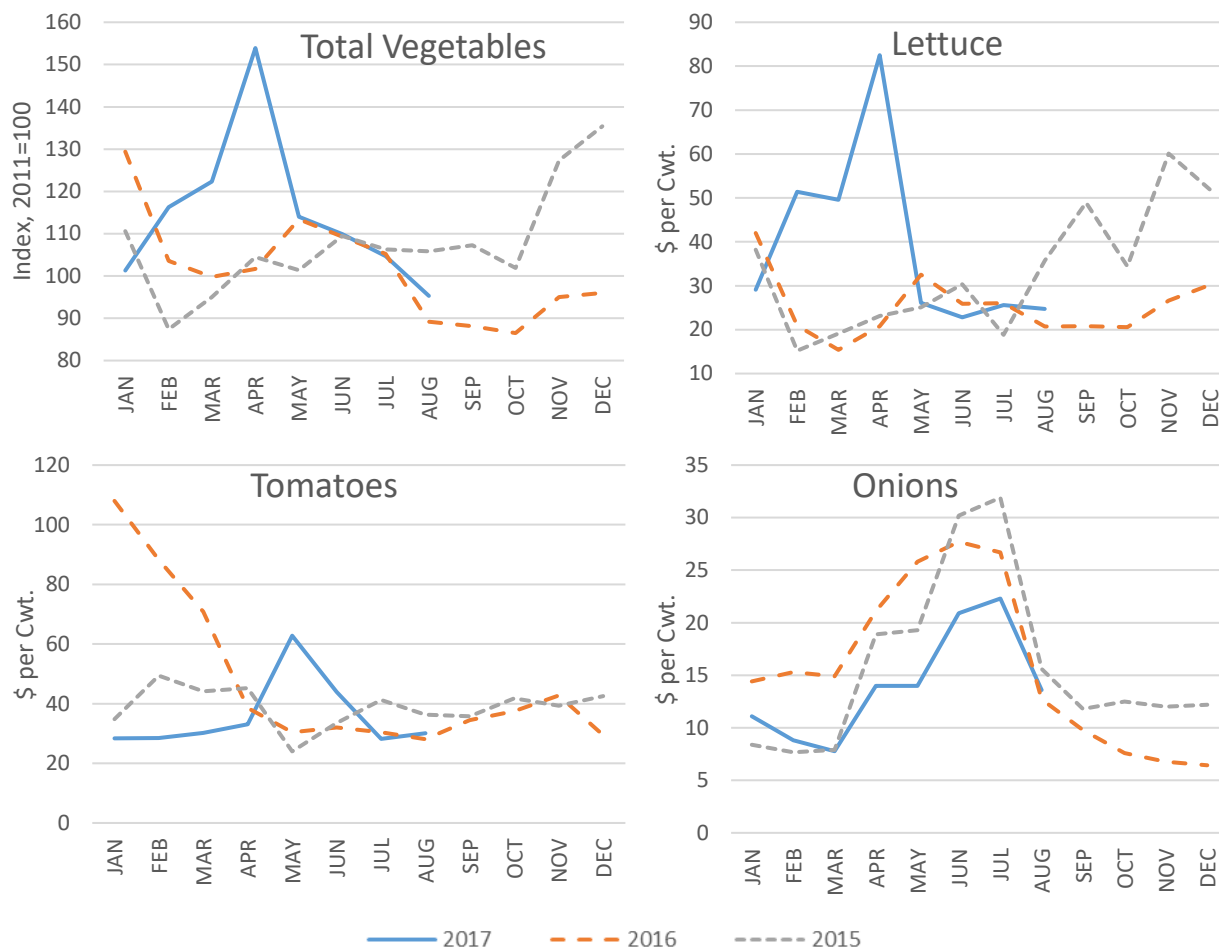 Total Vegetables
Index, 2011=100
160
150
140
130
120
110
100
90
80
JAN FEB MAR APR MAY JUN JUL AUG SEP OCT NOV DEC
Lettuce
$ per Cwt.
90
80
70
60
50
40
30
20
10
JAN FEB MAR APR MAY JUN JUL AUG SEP OCT NOV DEC
Tomatoes
$ per Cwt.
120
100
80
60
40
20
0
JAN FEB MAR APR MAY JUN JUL AUG SEP OCT NOV DEC
Onions
$ per Cwt.
35
30
25
20
15
10
5
0
JAN FEB MAR APR MAY JUN JUL AUG SEP OCT NOV DEC
2017 2016 2015